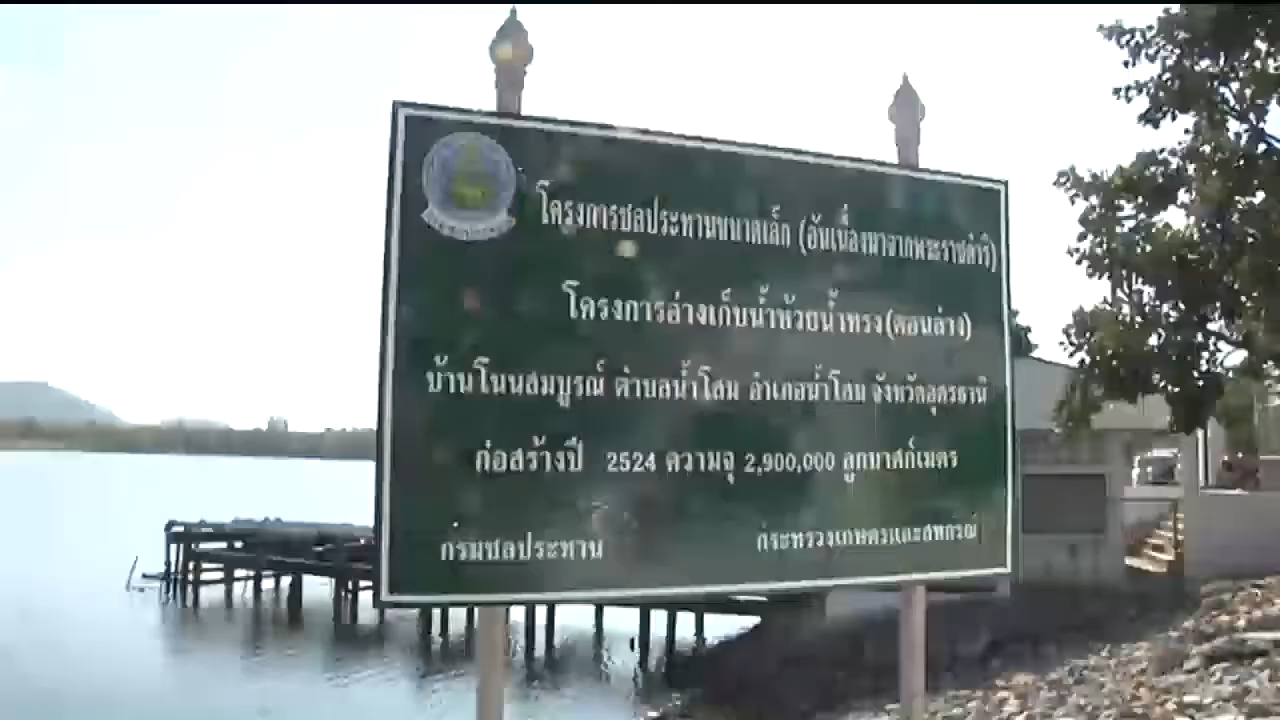 โครงการชลประทานขนาดเล็ก (อันเนื่องมาจากพระราชดำริ)
โครงการอ่างเก็บน้ำห้วยน้ำทรง(ตอนล่าง)
บ้านโนนสมบูรณ์ ตำบลน้ำโสม อำเภอน้ำโสม จังหวัดอุดรธานี
ก่อสร้างปี 2524 ความจุ 2,900,000 ลูกบาศก์เมตร
กรมชลประทาน กระทรวงเกษตรและสหกรณ์